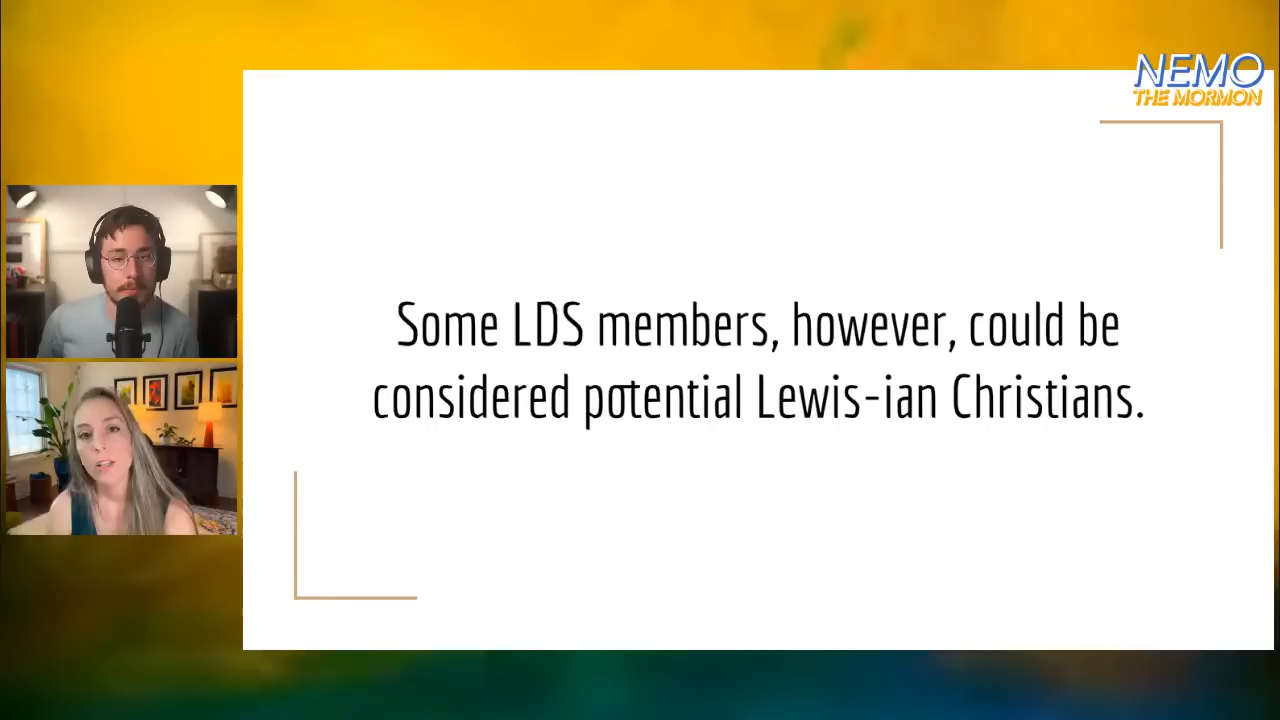 NEMO
THE MORMON
Some LDS members, however, could be
considered potential Lewis-ian Christians.